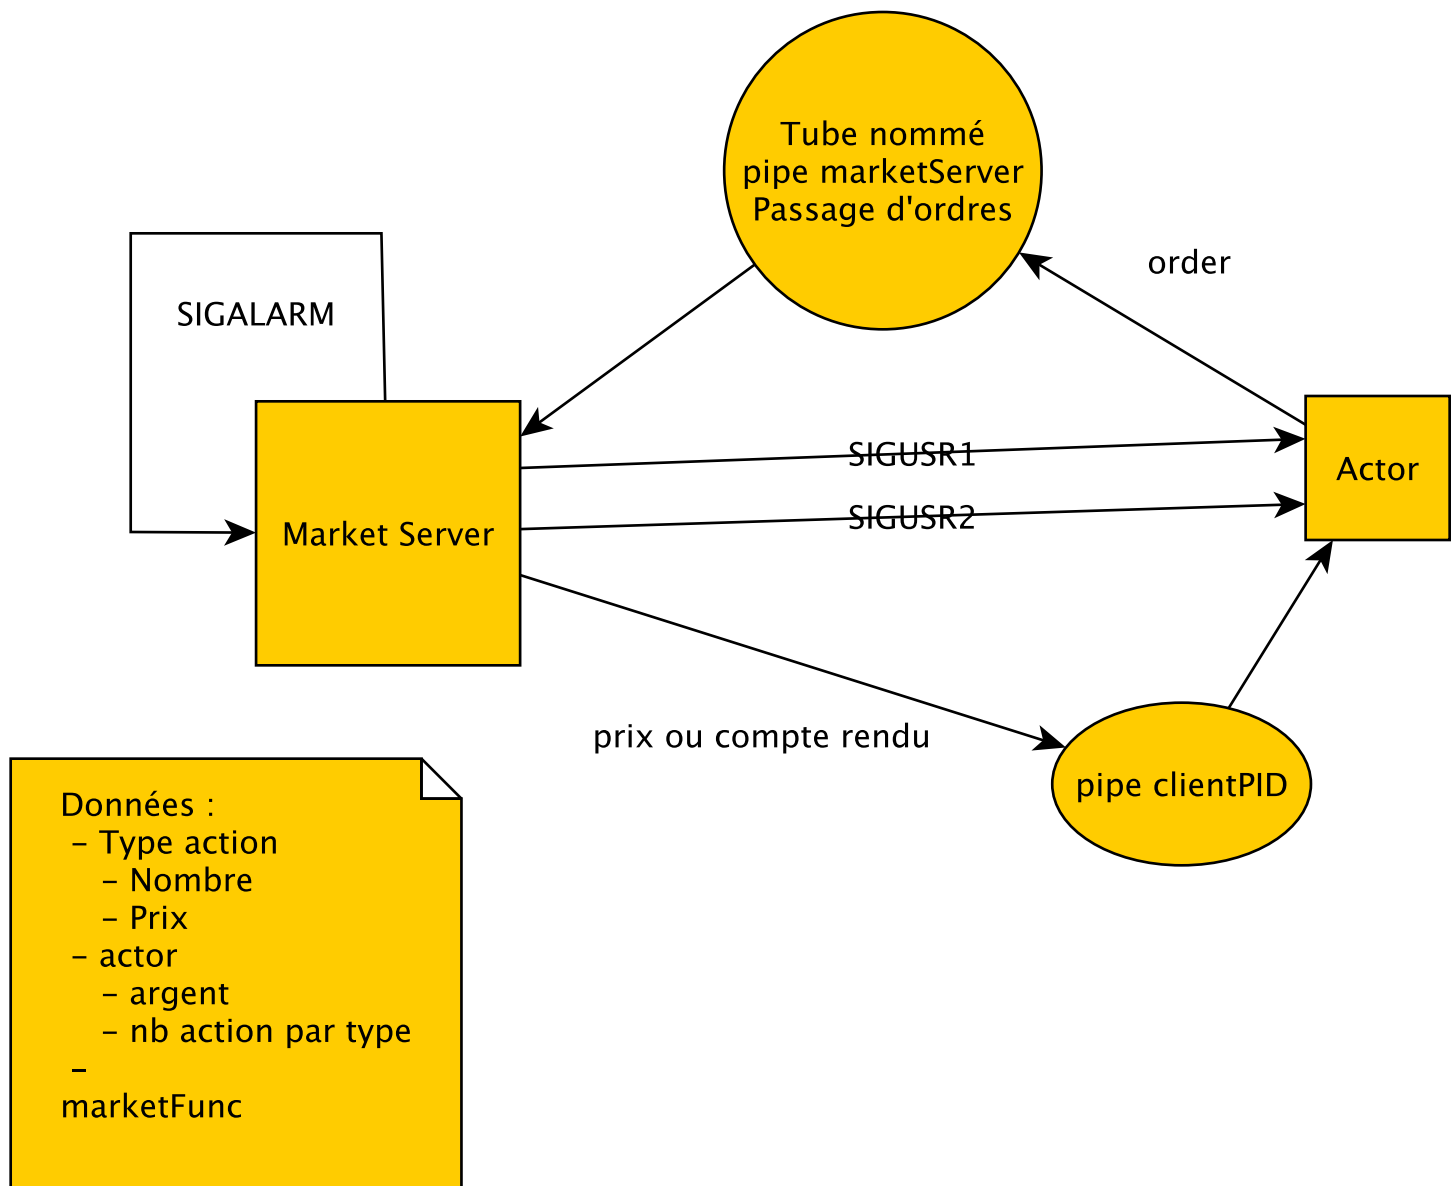 Tube nommé
pipe marketServer
Passage d'ordres
order
SIGALARM
SIGUSR1
Actor
SIGUSR2
Market Server
prix ou compte rendu
pipe clientPID
Données :
- Type action
- Nombre
- Prix
- actor
- argent
- nb action par type
-
marketFunc